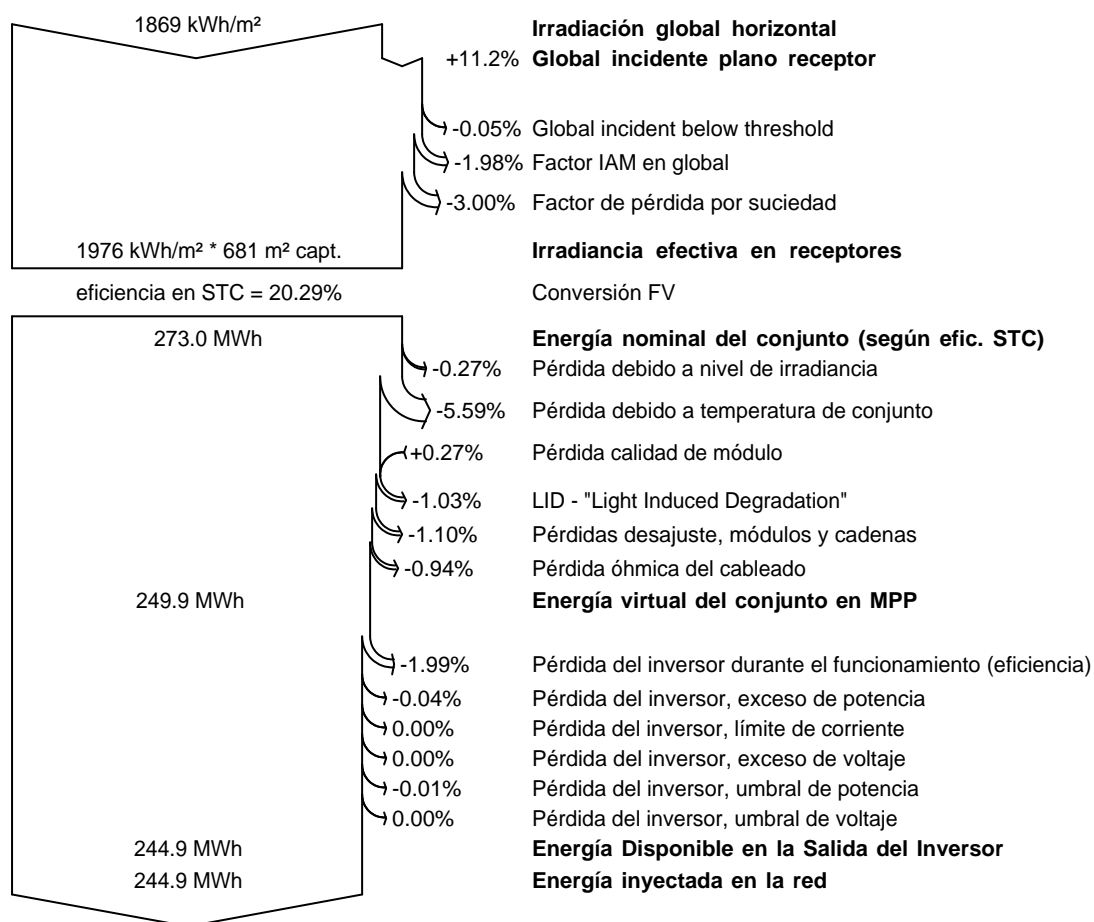 1869 kWh/m² Irradiación global horizontal
+11.2% Global incidente plano receptor
-0.05% Global incident below threshold
-1.98% Factor IAM en global
-3.00% Factor de pérdida por suciedad
1976 kWh/m² * 681 m² capt. Irradiancia efectiva en receptores
eficiencia en STC = 20.29% Conversión FV
273.0 MWh Energía nominal del conjunto (según efic. STC)
-0.27% Pérdida debido a nivel de irradiancia
-5.59% Pérdida debido a temperatura de conjunto
+0.27% Pérdida calidad de módulo
-1.03% LID - "Light Induced Degradation"
-1.10% Pérdidas desajuste, módulos y cadenas
-0.94% Pérdida óhmica del cableado
249.9 MWh Energía virtual del conjunto en MPP
-1.99% Pérdida del inversor durante el funcionamiento (eficiencia)
-0.04% Pérdida del inversor, exceso de potencia
0.00% Pérdida del inversor, límite de corriente
0.00% Pérdida del inversor, exceso de voltaje
-0.01% Pérdida del inversor, umbral de potencia
0.00% Pérdida del inversor, umbral de voltaje
244.9 MWh Energía Disponible en la Salida del Inversor
244.9 MWh Energía inyectada en la red